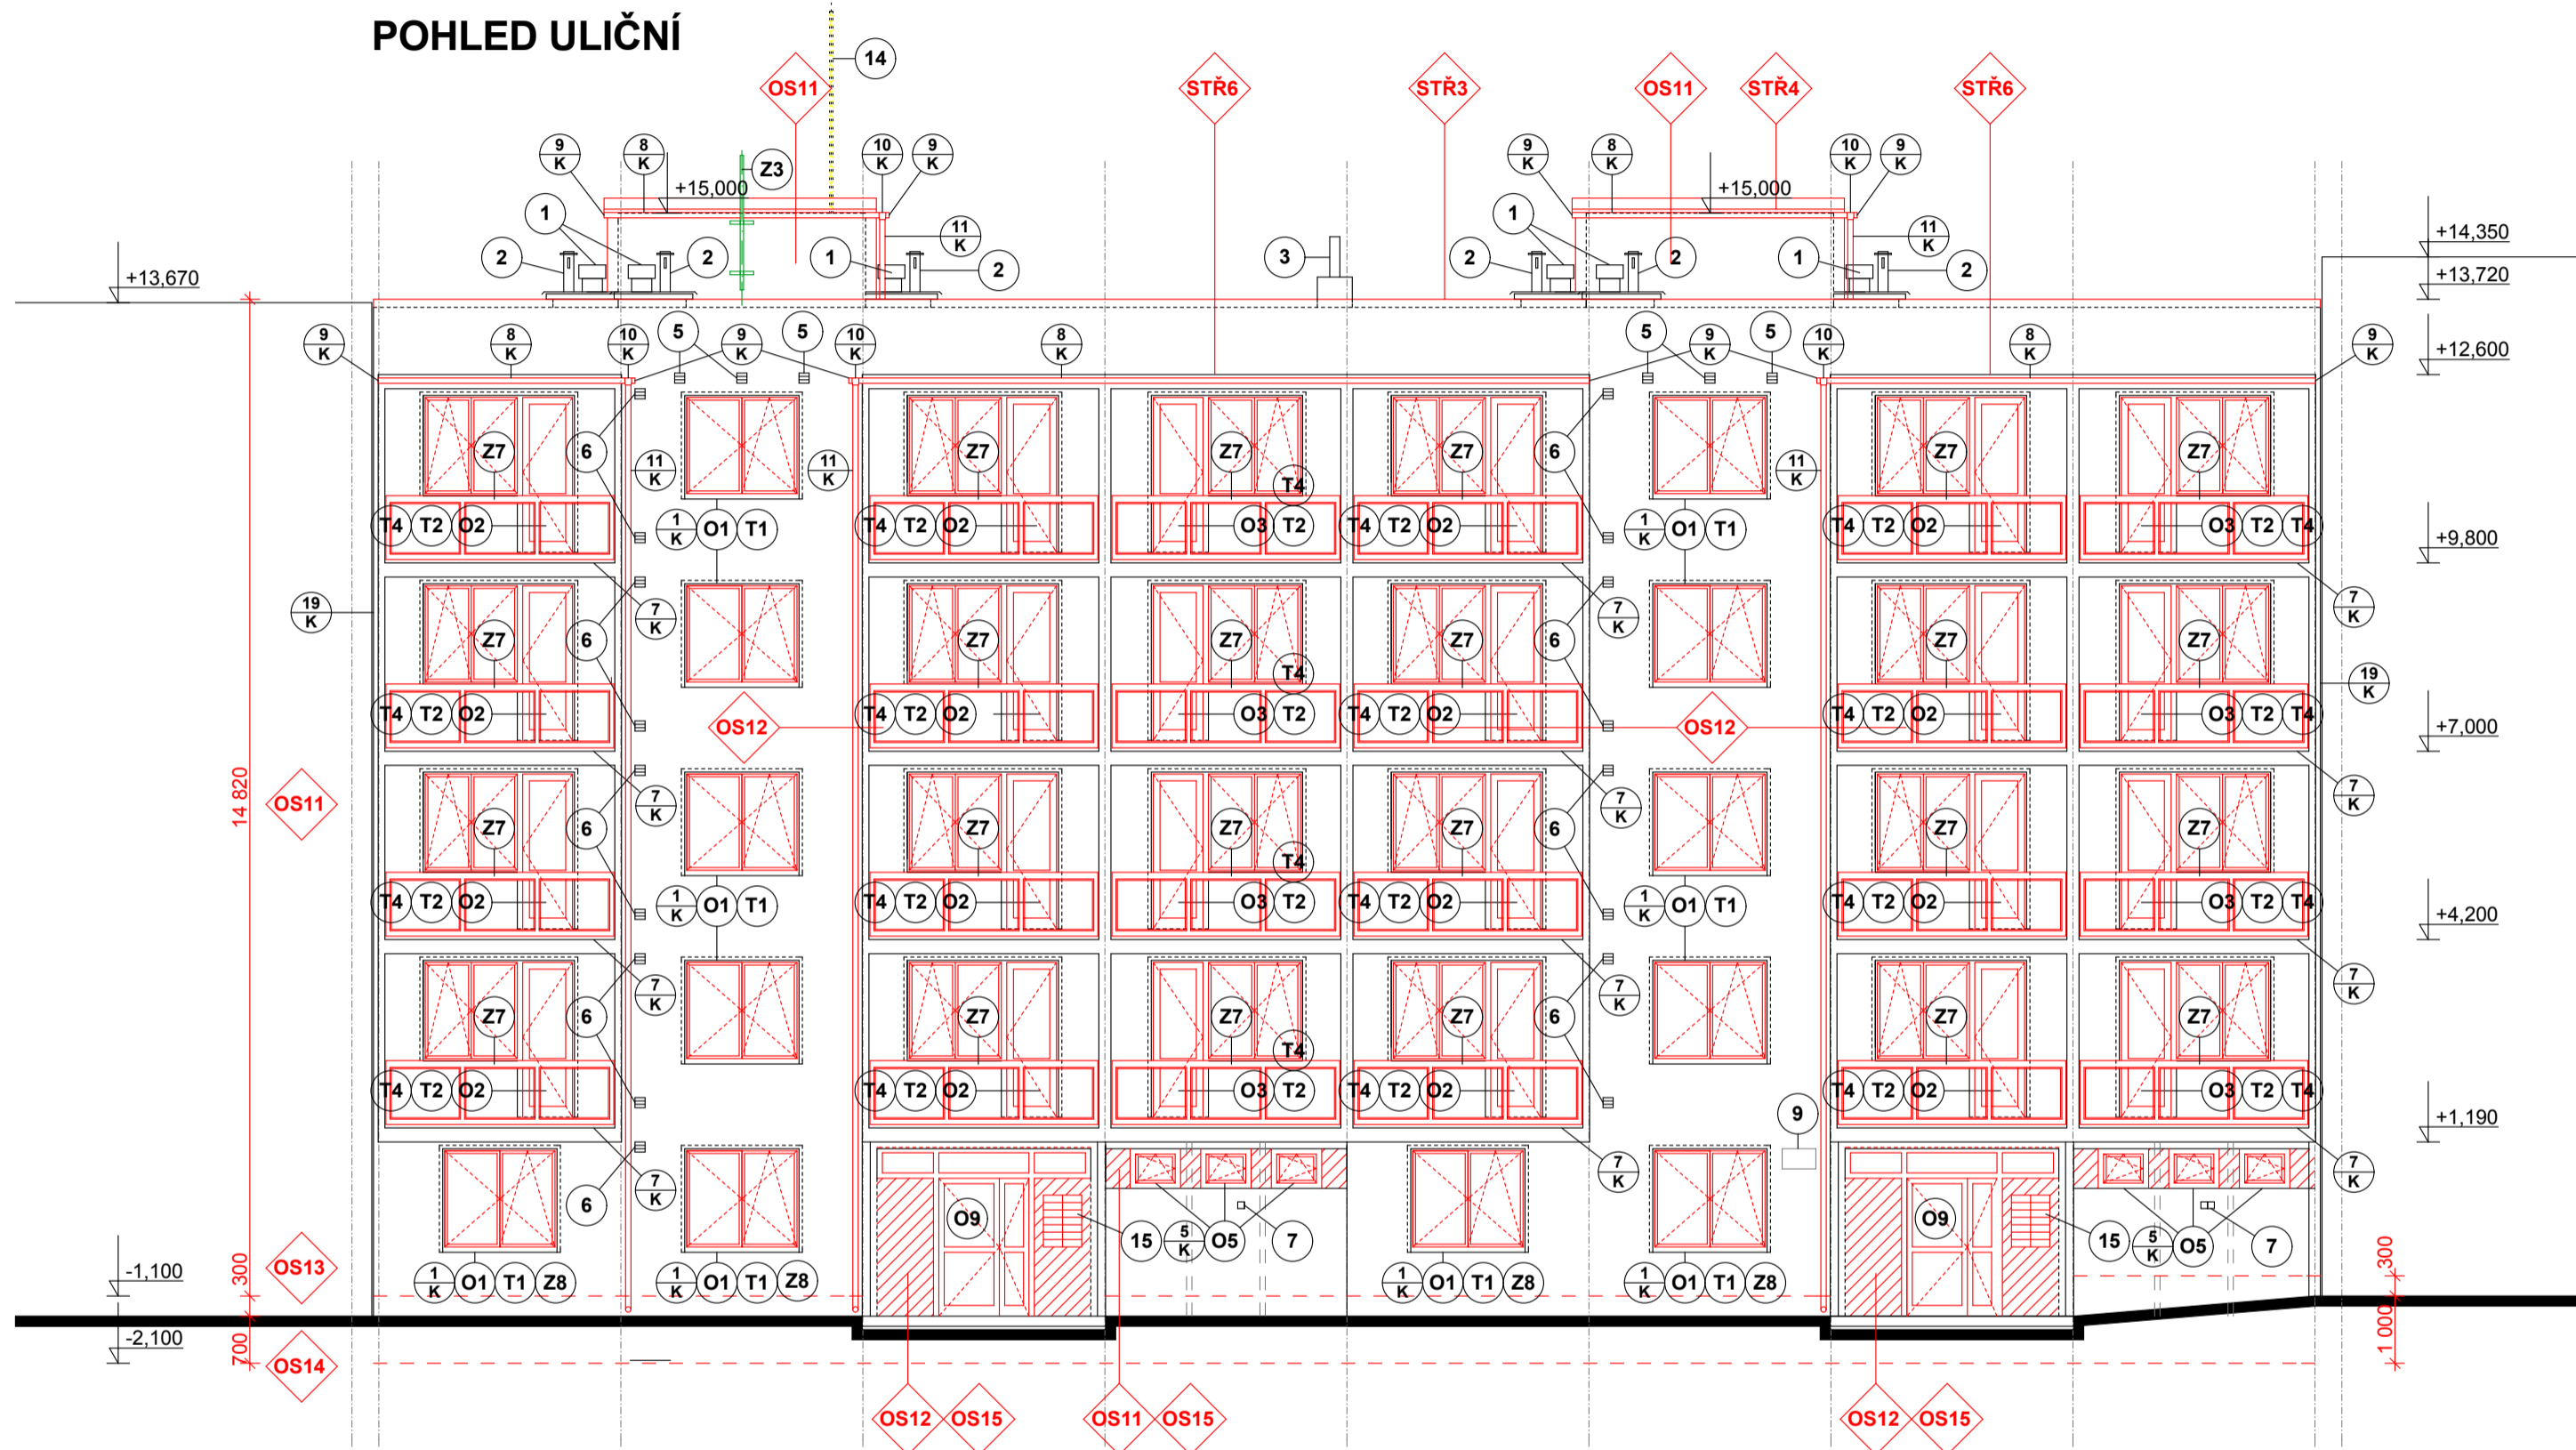 POHLED ULIČNÍ
14
OS11 STŘ6 STŘ3 OS11 STŘ4 STŘ6
9 K 8 K Z3 10 K 9 K 9 K 8 K 10 K 9 K
+15,000 +15,000
1 11 K 1 11 K +14,350
2 2 1 2 3 2 2 1 2
+13,670 +13,720
9 K 8 K 10 K 5 9 K 5 10 K 8 K 5 9 K 5 10 K 8 K 9 K +12,600
Z7 6 11 K 11 K Z7 Z7 T4 Z7 6 11 K Z7 Z7
T4 T2 O2 1 K O1 T1 T4 T2 O2 O3 T2 T4 T2 O2 1 K O1 T1 T4 T2 O2 O3 T2 T4 +9,800
19 K 7 K 7 K 7 K
Z7 6 Z7 Z7 T4 Z7 6 Z7 Z7 19 K
T4 T2 O2 OS12 T4 T2 O2 O3 T2 T4 T2 O2 OS12 T4 T2 O2 O3 T2 T4 +7,000
14 820 OS11 7 K 7 K 7 K
Z7 6 Z7 Z7 T4 Z7 6 Z7 Z7
T4 T2 O2 1 K O1 T1 T4 T2 O2 O3 T2 T4 T2 O2 1 K O1 T1 T4 T2 O2 O3 T2 T4 +4,200
7 K 7 K 7 K
Z7 6 Z7 Z7 T4 Z7 6 Z7 Z7
T4 T2 O2 T4 T2 O2 O3 T2 T4 T2 O2 9 T4 T2 O2 O3 T2 T4 +1,190
7 K 7 K 7 K
6 O9 15 5 K O5 7 O9 15 5 K O5 7
-1,100 300 OS13 1 K O1 T1 Z8 1 K O1 T1 Z8 1 K O1 T1 Z8 1 K O1 T1 Z8 300
-2,100 700 OS14 1 000
OS12 OS15 OS11 OS15 OS12 OS15